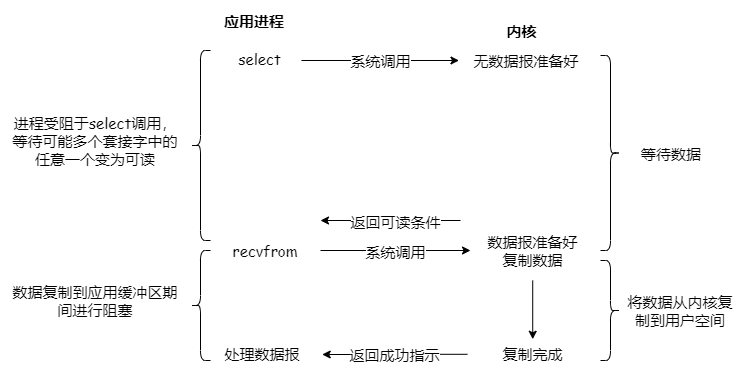 应用进程
内核
select
系统调用
无数据报准备好
进程受阻于select调用，
等待可能多个套接字中的
任意一个变为可读
等待数据
返回可读条件
recvfrom
系统调用
数据报准备好
复制数据
数据复制到应用缓冲区期
间进行阻塞
将数据从内核复
制到用户空间
处理数据报
返回成功指示
复制完成